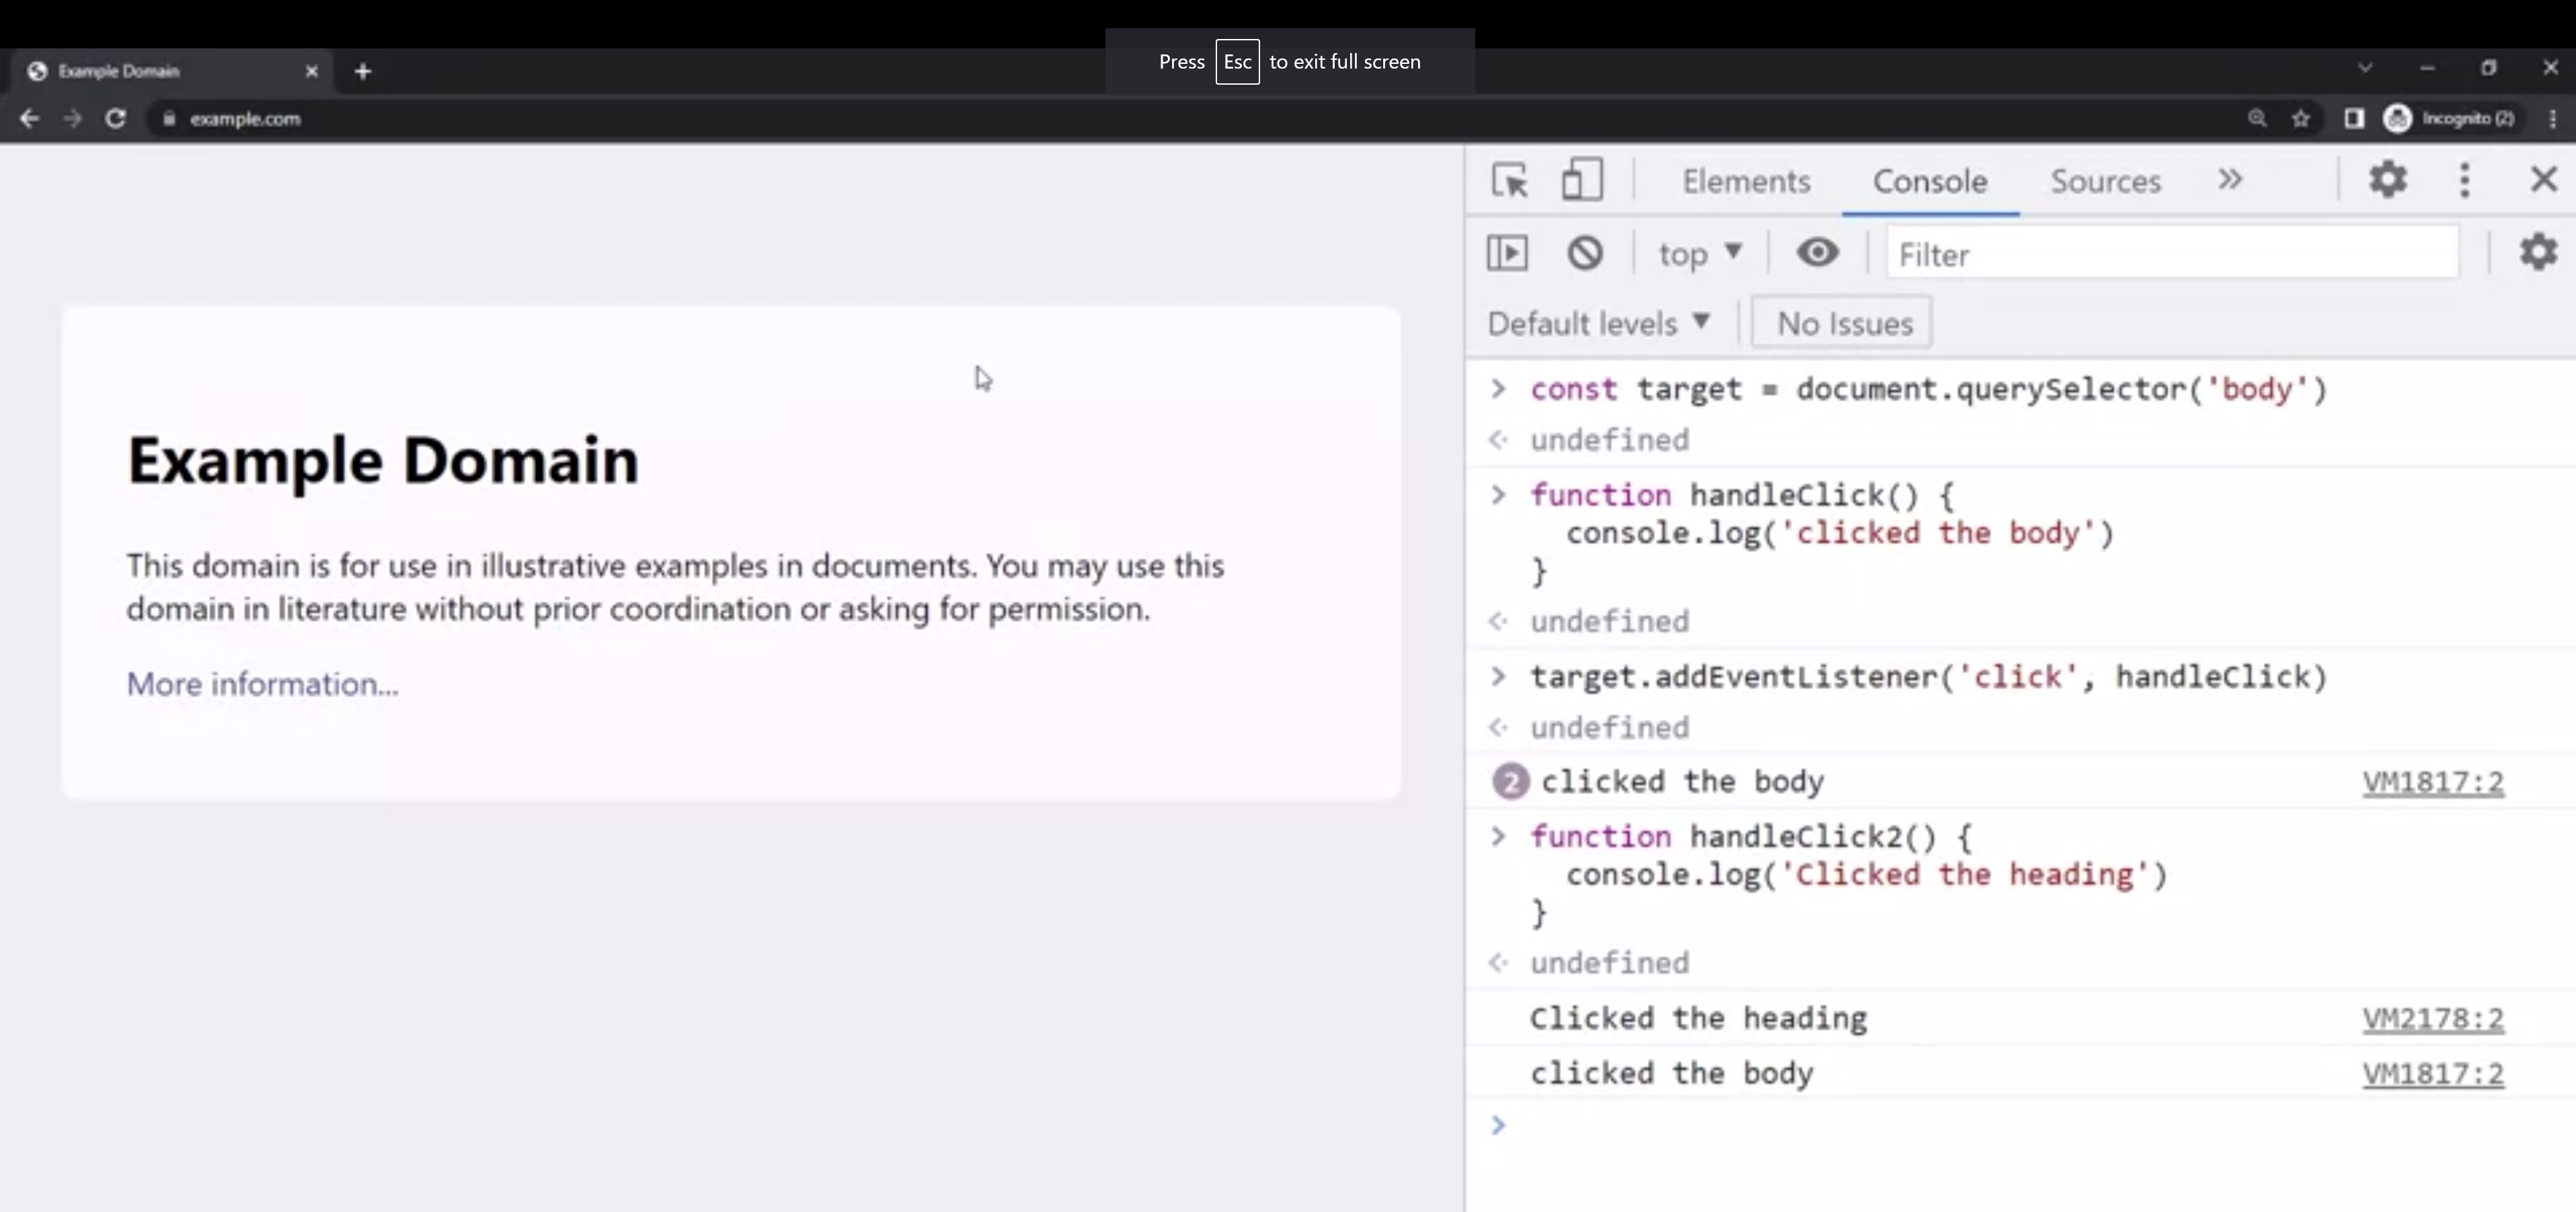 Press Esc to exit full screen
Example Domain
example.com
Incognito (2)
Example Domain
This domain is for use in illustrative examples in documents. You may use this
domain in literature without prior coordination or asking for permission.
More information...
Elements Console Sources »
top ▼ Filter
Default levels ▼ No Issues
> const target = document.querySelector('body')
undefined
> function handleClick() {
console.log('clicked the body')
}
undefined
> target.addEventListener('click', handleClick)
undefined
2 clicked the body VM1817:2
> function handleClick2() {
console.log('Clicked the heading')
}
undefined
Clicked the heading VM2178:2
clicked the body VM1817:2
>